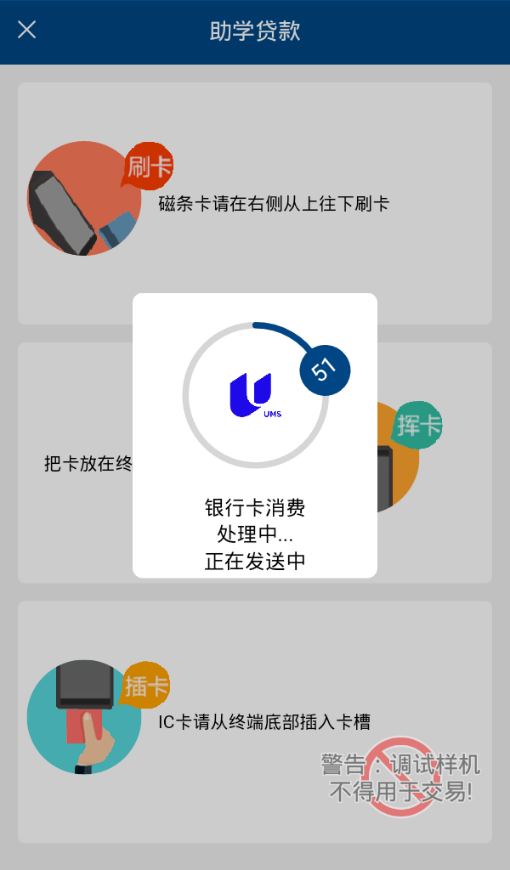 助学贷款
刷卡
磁条卡请在右侧从上往下刷卡
51
UMS
挥卡
把卡放在终
银行卡消费
处理中...
正在发送中
插卡
IC卡请从终端底部插入卡槽
警告：调试样机
不得用于交易!